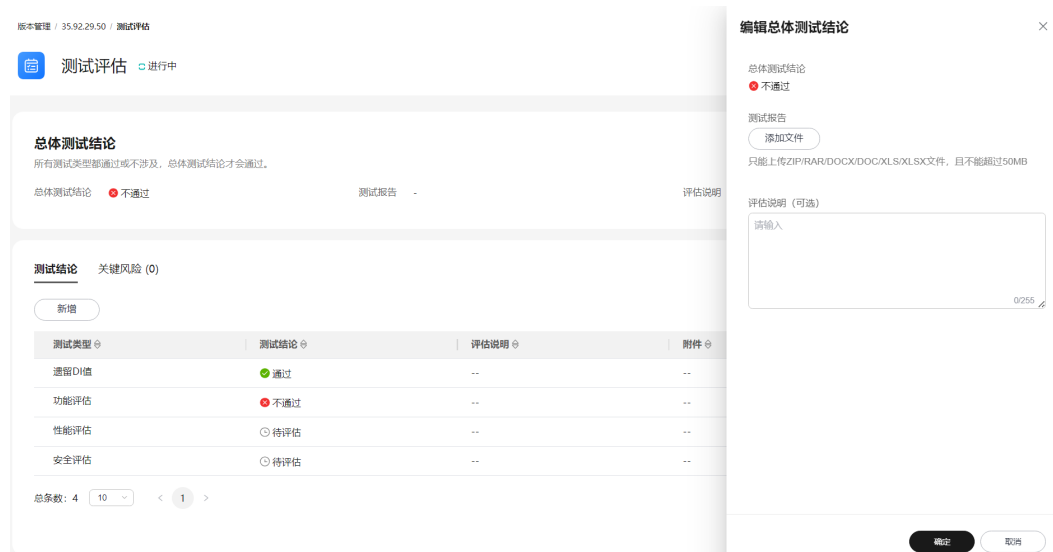 版本管理 / 35.92.29.50 / 测试评估
测试评估 进行中
总体测试结论
所有测试类型都通过或不涉及，总体测试结论才会通过。
总体测试结论 不通过 测试报告 - 评估说明
测试结论 关键风险 (0)
新增
测试类型 测试结论 评估说明 附件
遗留DI值 通过 -- --
功能评估 不通过 -- --
性能评估 待评估 -- --
安全评估 待评估 -- --
总条数：4 10 < 1 >
编辑总体测试结论
总体测试结论
不通过
测试报告
添加文件
只能上传ZIP/RAR/DOCX/DOC/XLS/XLSX文件，且不能超过50MB
评估说明（可选）
请输入
0/255
确定 取消